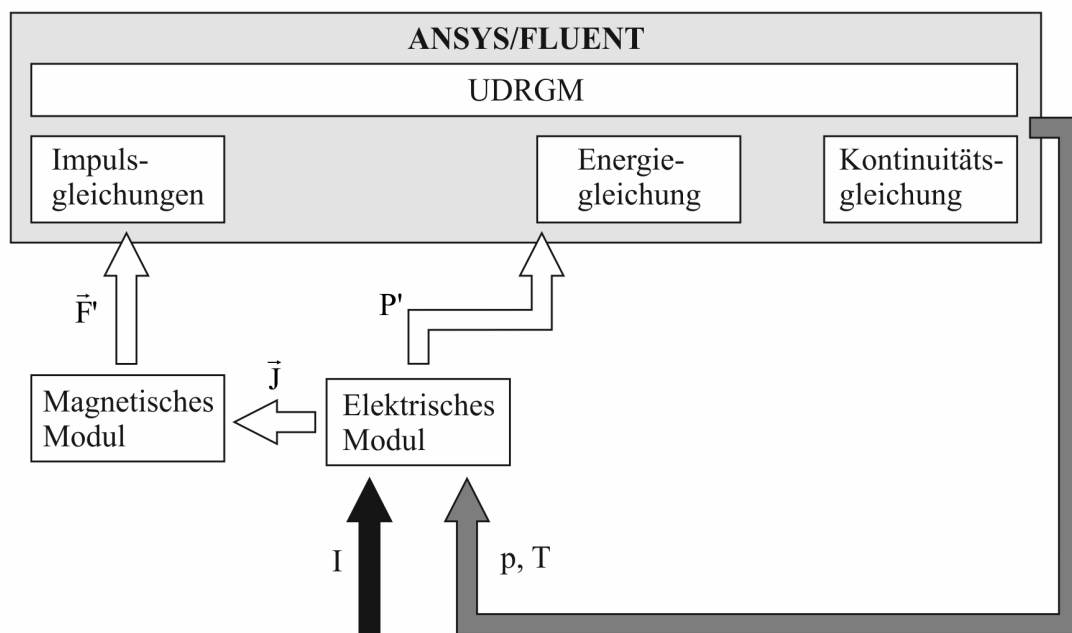 ANSYS/FLUENT
UDRGM
Impuls-
gleichungen
Energie-
gleichung
Kontinuitäts-
gleichung
F⃗'
P'
J⃗
Magnetisches
Modul
Elektrisches
Modul
I
p, T